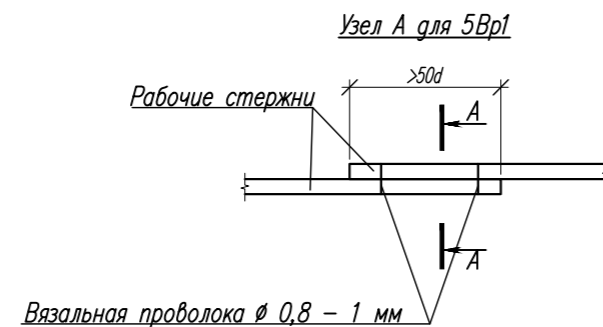 Узел А для 5Вр1
>50d
Рабочие стержни
А
А
Вязальная проволока ø 0,8 – 1 мм